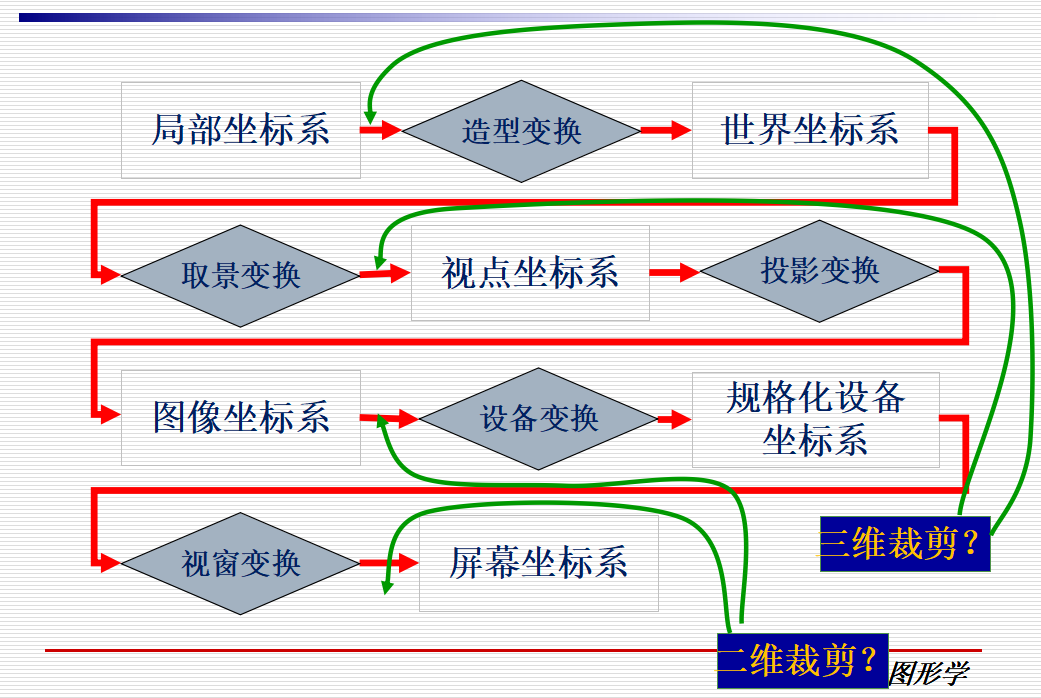 局部坐标系
造型变换
世界坐标系
取景变换
视点坐标系
投影变换
图像坐标系
设备变换
规格化设备
坐标系
视窗变换
屏幕坐标系
三维裁剪？
二维裁剪？
图形学